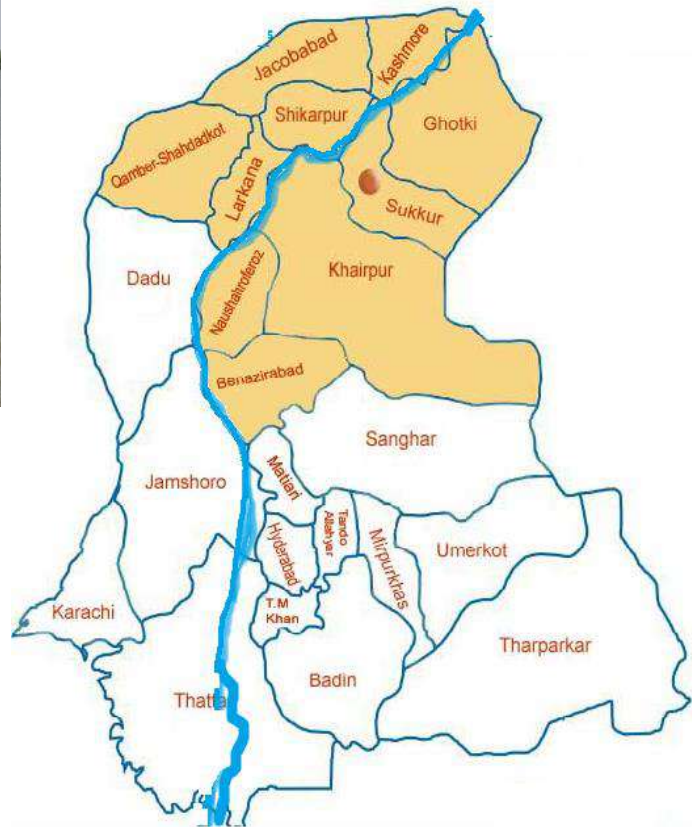 Jacobabad
Kashmore
Shikarpur
Ghotki
Qamber-Shahdadkot
Larkana
Sukkur
Dadu
Naushahroferoz
Khairpur
Benazirabad
Sanghar
Matiari
Jamshoro
Hyderabad
Tando
Allahyar
Mirpurkhas
Umerkot
Karachi
T.M
Khan
Tharparkar
Badin
Thatta